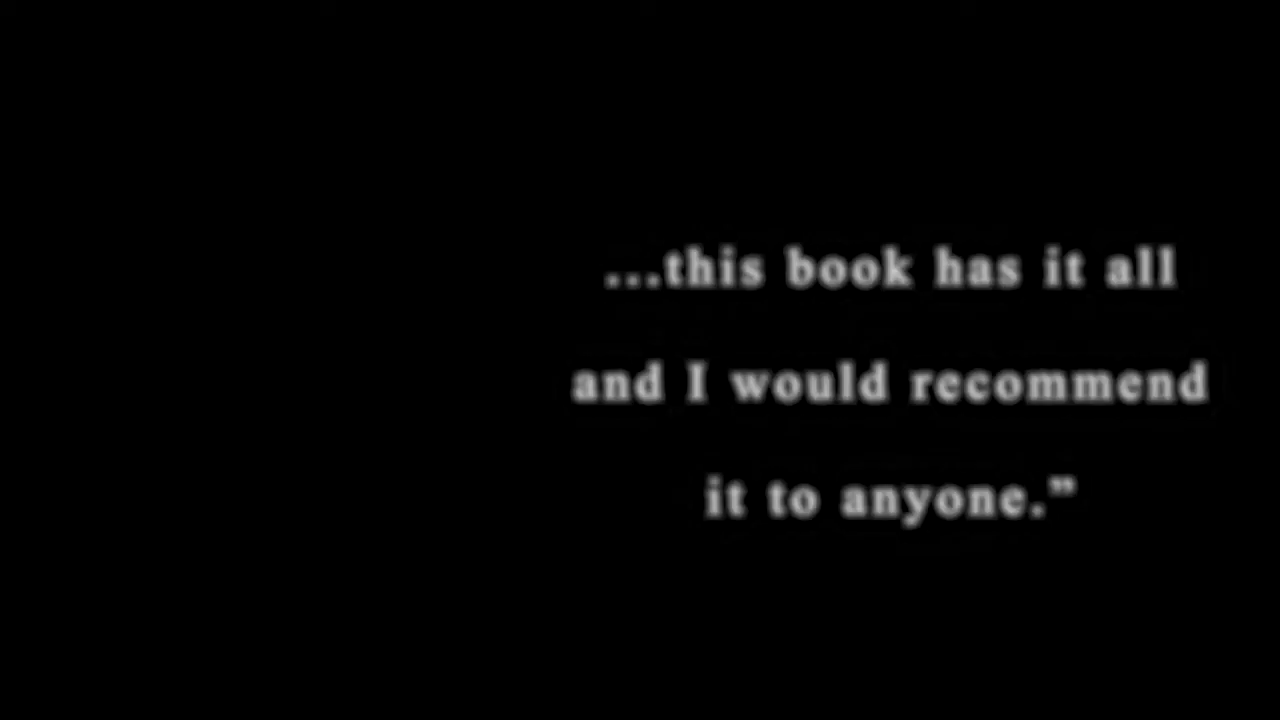 ...this book has it all
and I would recommend
it to anyone.”